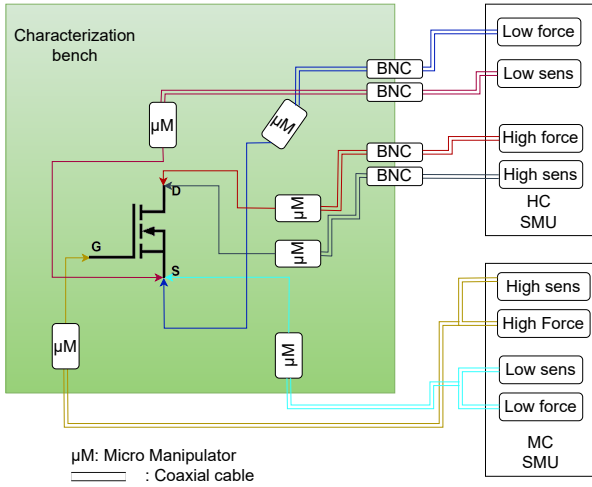 Characterization
bench
BNC
BNC
BNC
BNC
Low force
Low sens
High force
High sens
HC
SMU
µM
µM
µM
µM
D
G
S
µM
µM
High sens
High Force
Low sens
Low force
MC
SMU
µM: Micro Manipulator
: Coaxial cable